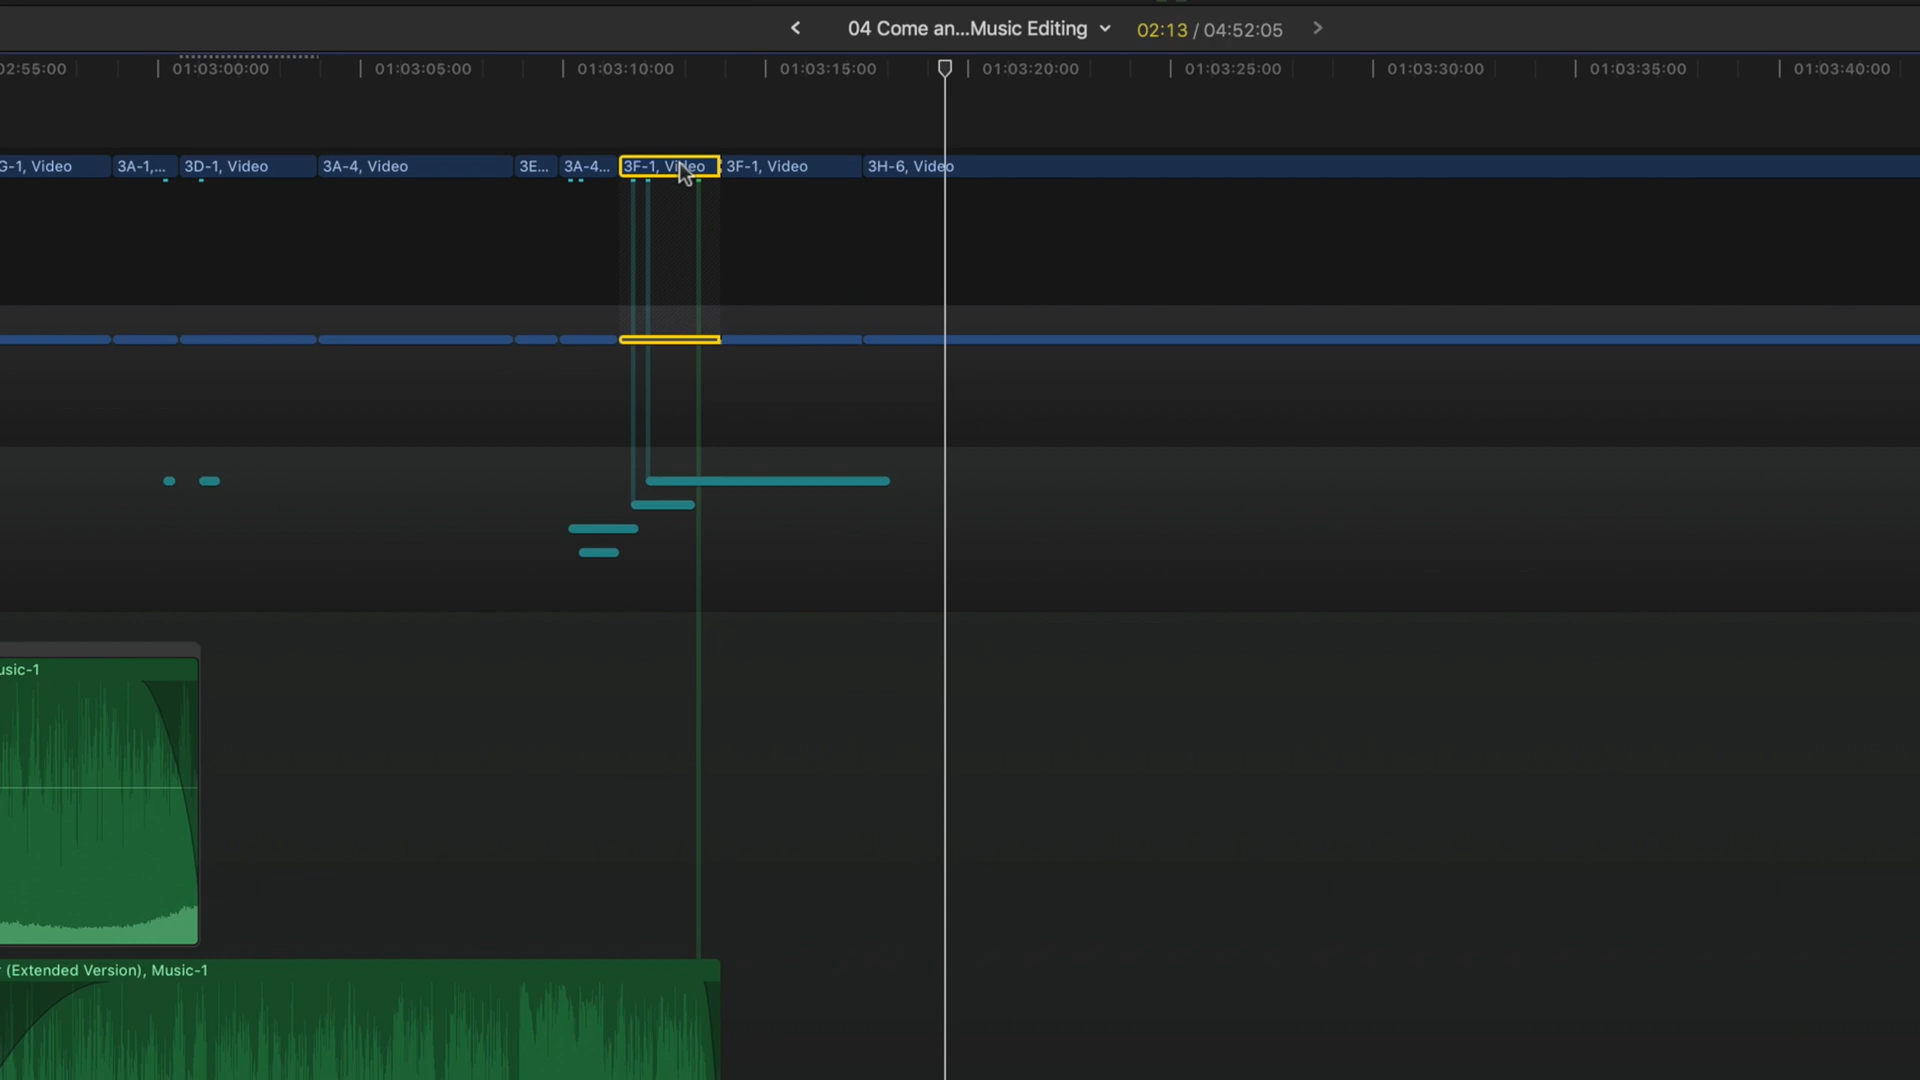 04 Come an...Music Editing
02:13 / 04:52:05
02:55:00
01:03:00:00
01:03:05:00
01:03:10:00
01:03:15:00
01:03:20:00
01:03:25:00
01:03:30:00
01:03:35:00
01:03:40:00
G-1, Video
3A-1,...
3D-1, Video
3A-4, Video
3E...
3A-4...
3F-1, Video
3F-1, Video
3H-6, Video
usic-1
r (Extended Version), Music-1